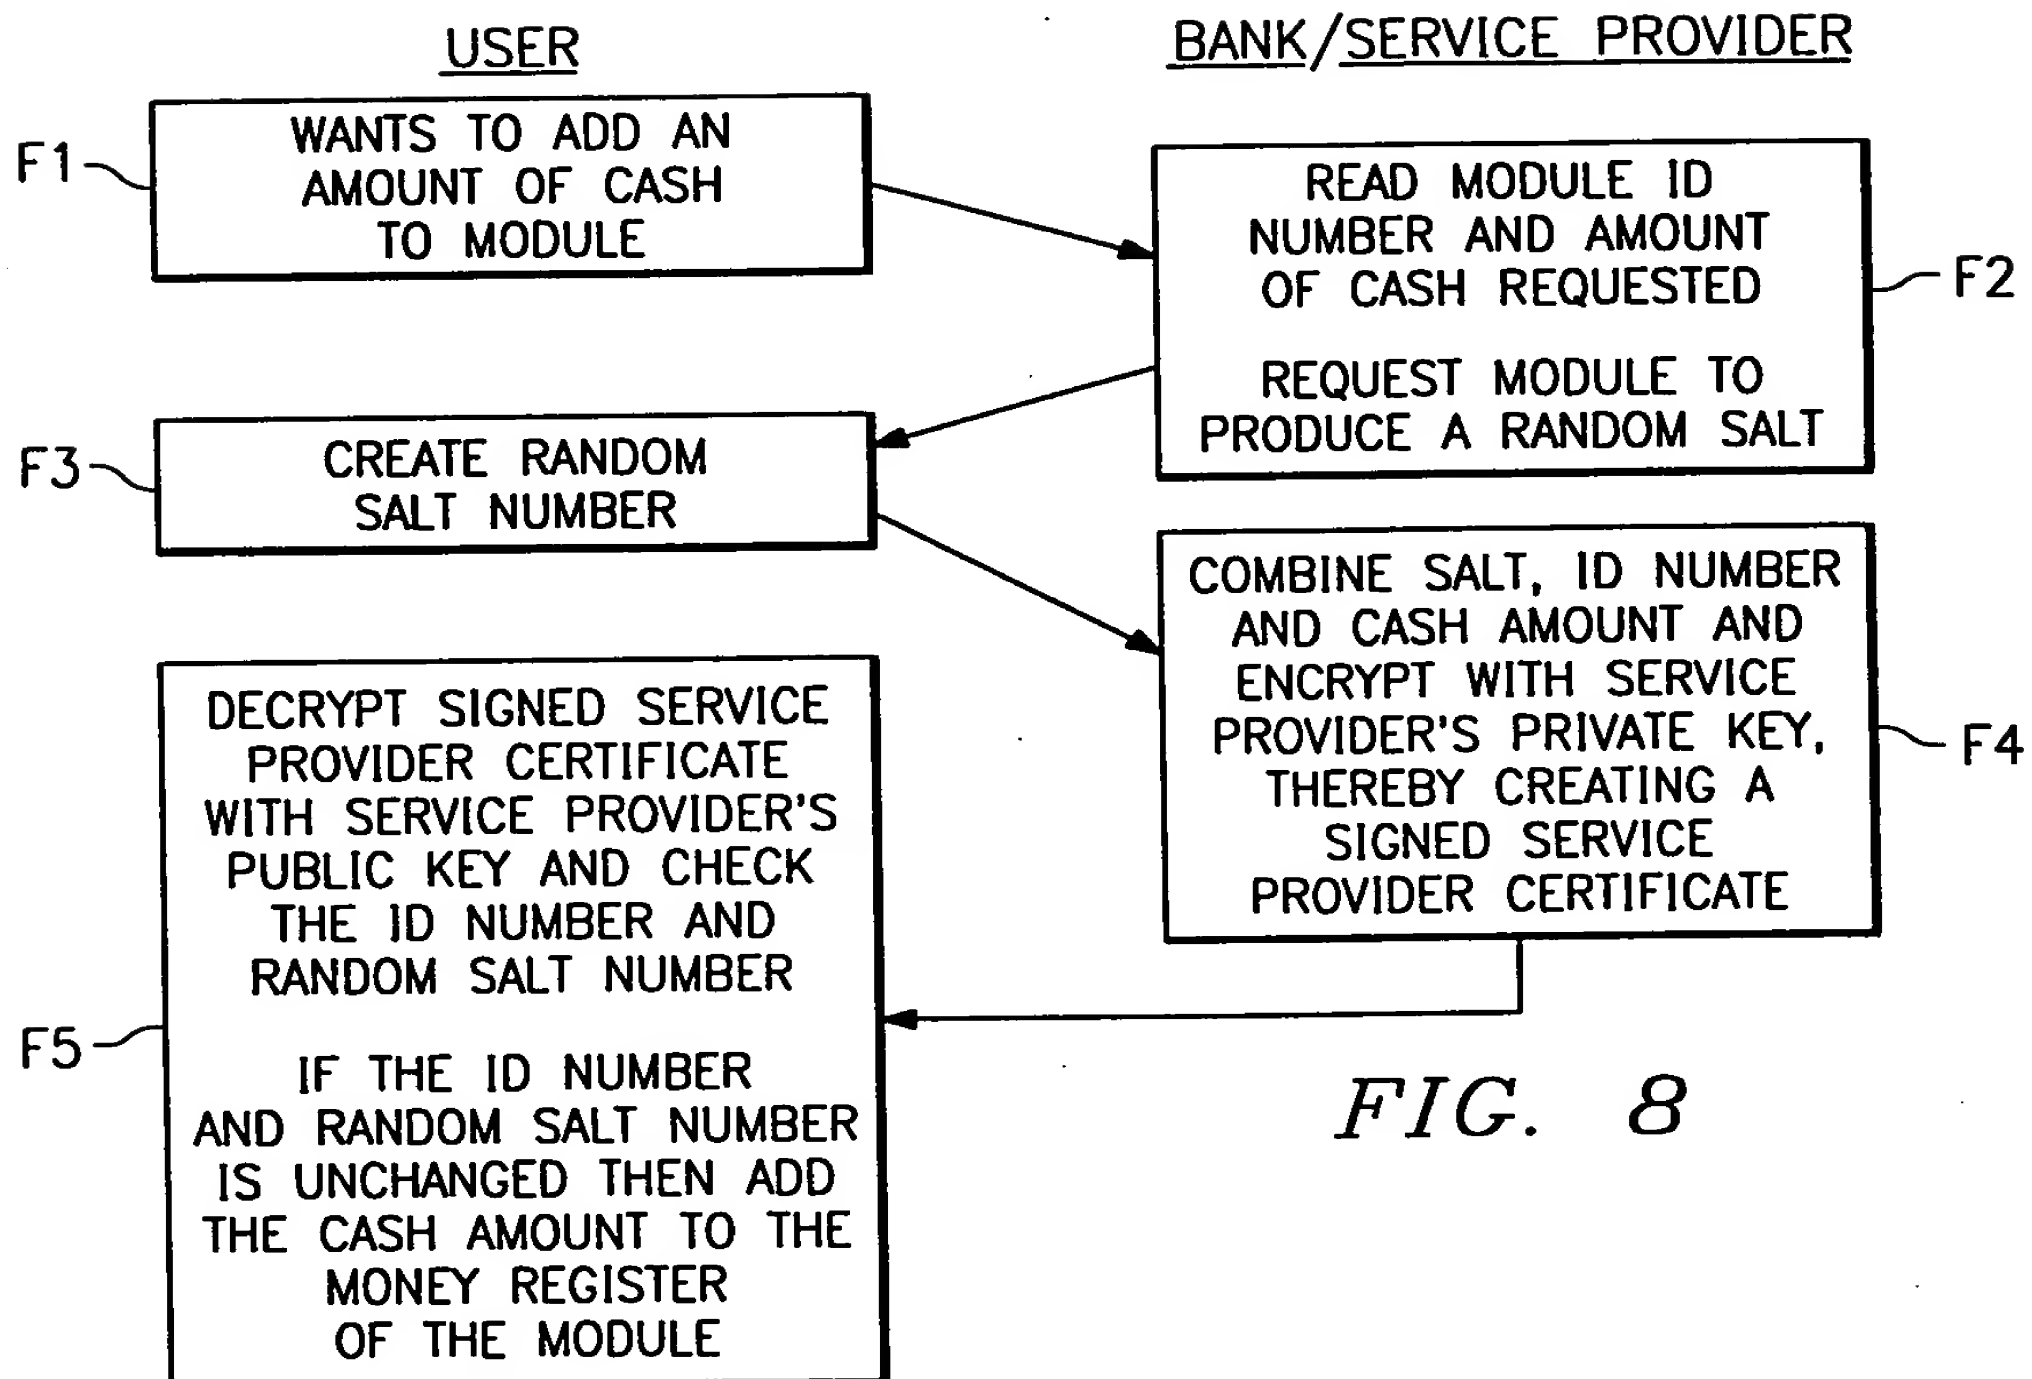 USER
BANK/SERVICE PROVIDER
F1
WANTS TO ADD AN
AMOUNT OF CASH
TO MODULE
READ MODULE ID
NUMBER AND AMOUNT
OF CASH REQUESTED
REQUEST MODULE TO
PRODUCE A RANDOM SALT
F2
F3
CREATE RANDOM
SALT NUMBER
COMBINE SALT, ID NUMBER
AND CASH AMOUNT AND
ENCRYPT WITH SERVICE
PROVIDER'S PRIVATE KEY,
THEREBY CREATING A
SIGNED SERVICE
PROVIDER CERTIFICATE
F4
F5
DECRYPT SIGNED SERVICE
PROVIDER CERTIFICATE
WITH SERVICE PROVIDER'S
PUBLIC KEY AND CHECK
THE ID NUMBER AND
RANDOM SALT NUMBER
IF THE ID NUMBER
AND RANDOM SALT NUMBER
IS UNCHANGED THEN ADD
THE CASH AMOUNT TO THE
MONEY REGISTER
OF THE MODULE
FIG. 8